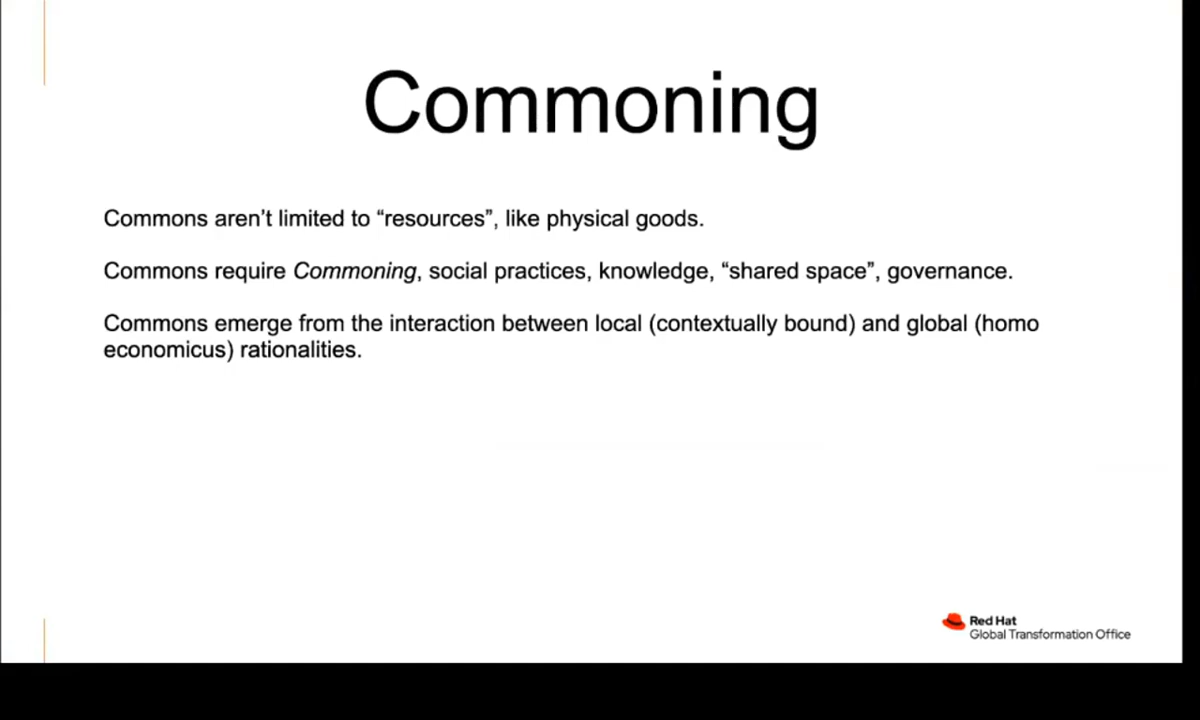 Commoning
Commons aren’t limited to “resources”, like physical goods.
Commons require Commoning, social practices, knowledge, “shared space”, governance.
Commons emerge from the interaction between local (contextually bound) and global (homo
economicus) rationalities.
Red Hat
Global Transformation Office